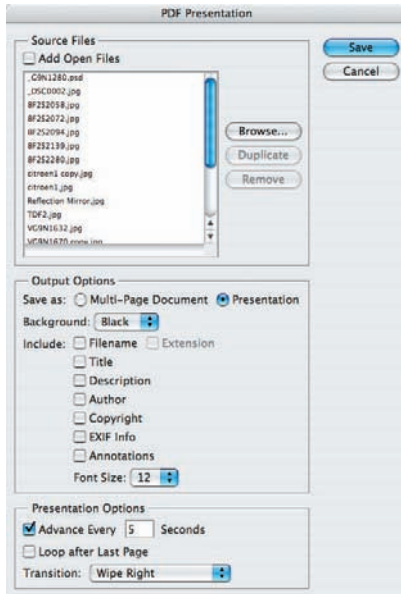 PDF Presentation
Source Files
Add Open Files
_G9N1280.psd
_DSC0002.jpg
8F2S2058.jpg
8F2S2072.jpg
8F2S2094.jpg
8F2S2139.jpg
8F2S2280.jpg
citroen1 copy.jpg
citroen1.jpg
Reflection Mirror.jpg
TDF2.jpg
VG9N1632.jpg
Save
Cancel
Browse...
Duplicate
Remove
Output Options
Save as: Multi-Page Document Presentation
Background: Black
Include: Filename Extension
Title
Description
Author
Copyright
EXIF Info
Annotations
Font Size: 12
Presentation Options
Advance Every 5 Seconds
Loop after Last Page
Transition: Wipe Right